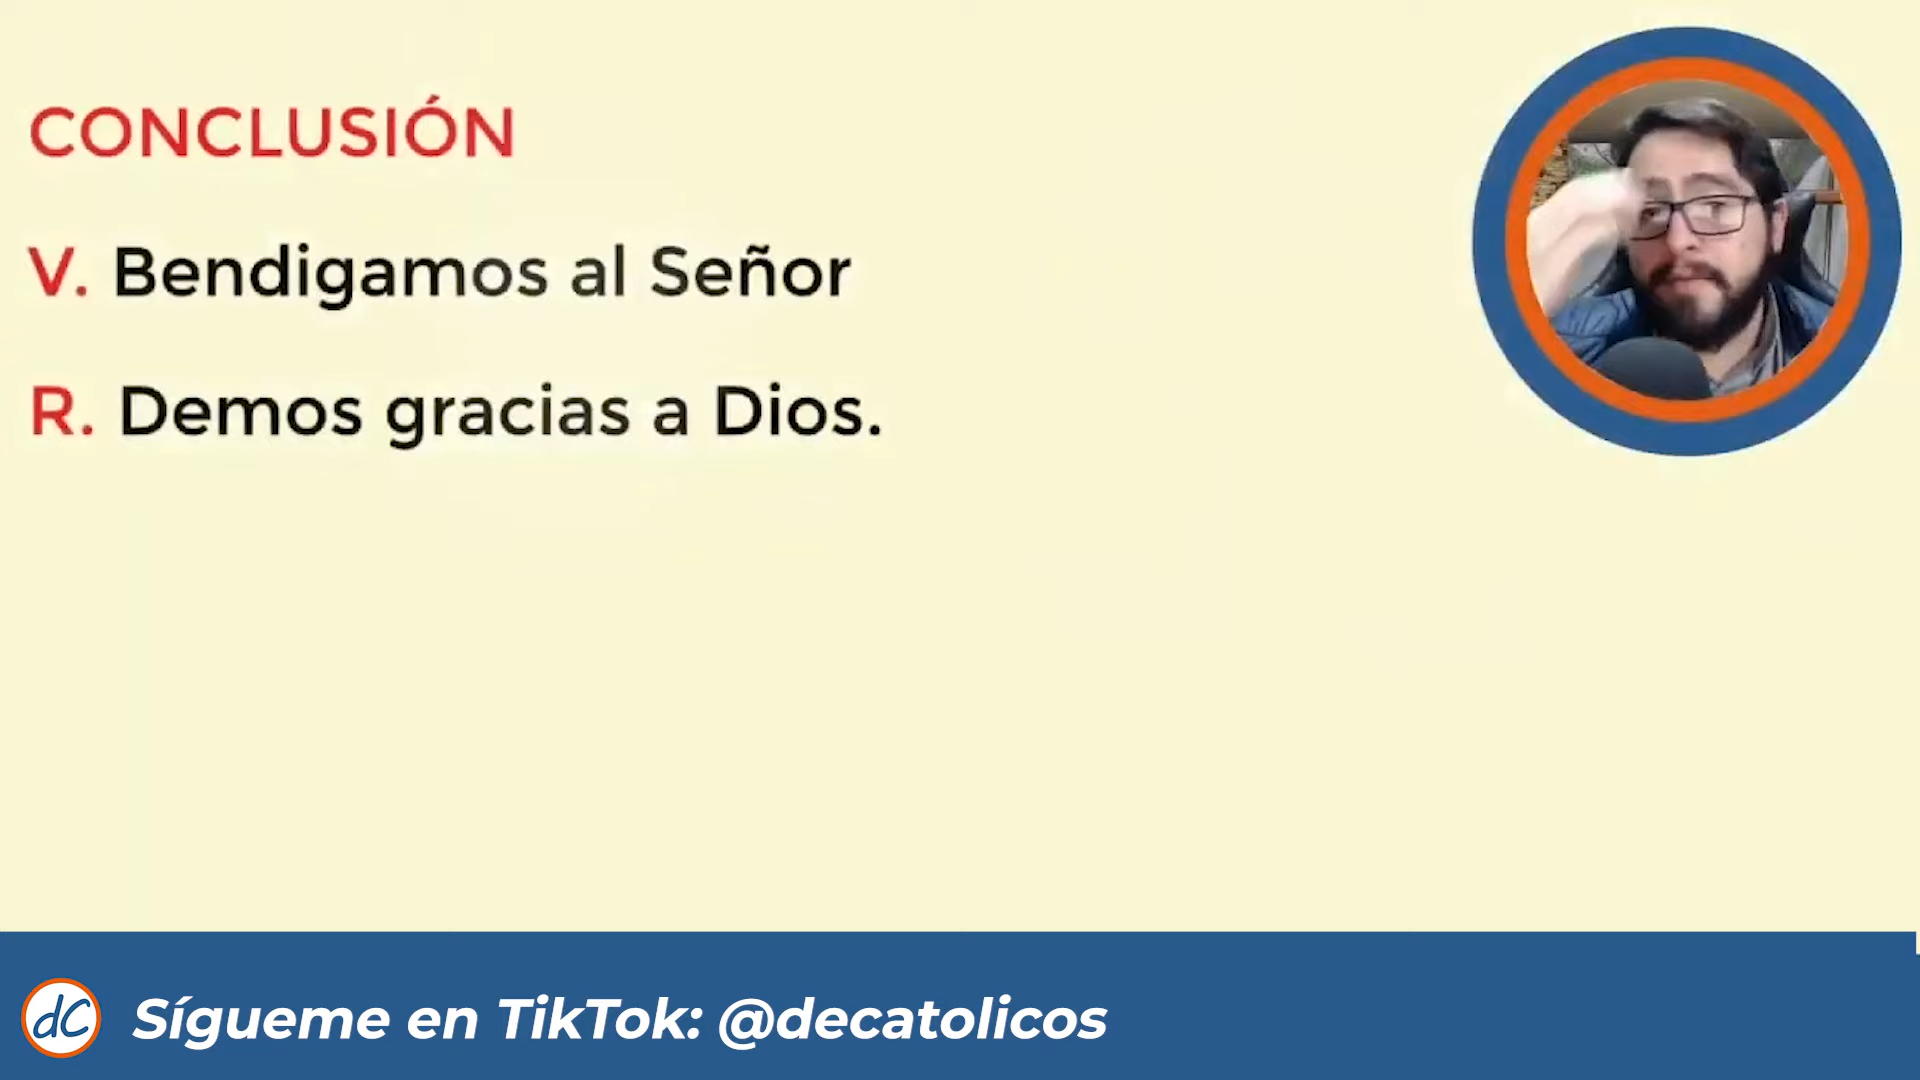 CONCLUSIÓN
V. Bendigamos al Señor
R. Demos gracias a Dios.
dC Sígueme en TikTok: @decatolicos